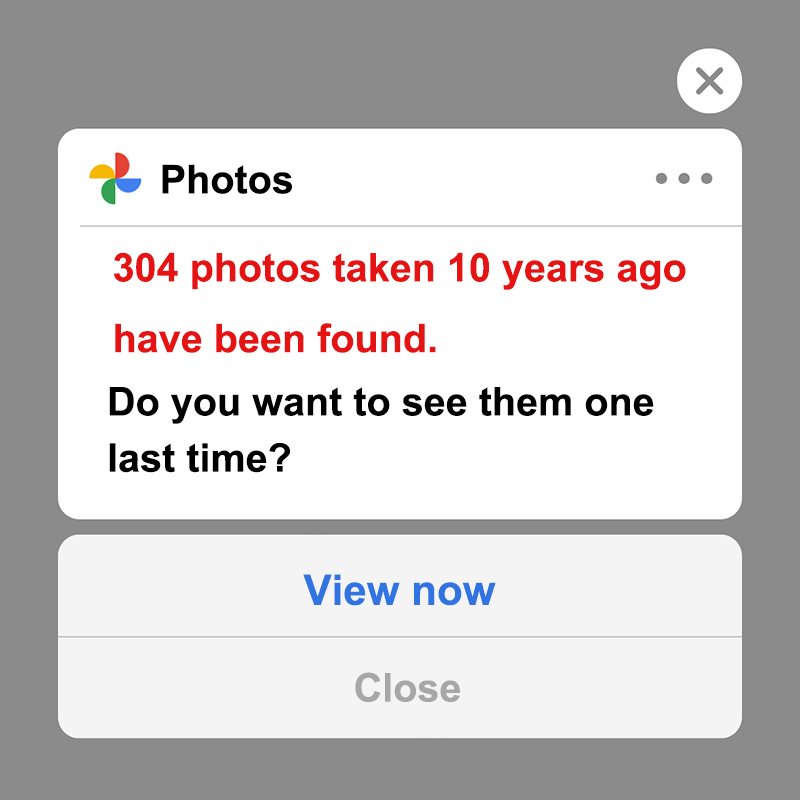 Photos
304 photos taken 10 years ago
have been found.
Do you want to see them one
last time?
View now
Close